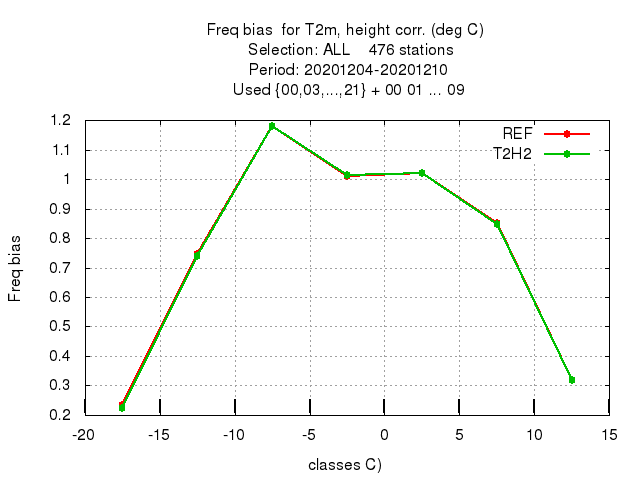 Freq bias  for T2m, height corr. (deg C)
Selection: ALL    476 stations
Period: 20201204-20201210
Used {00,03,...,21} + 00 01 ... 09
REF
T2H2
Freq bias
1.2
1.1
1
0.9
0.8
0.7
0.6
0.5
0.4
0.3
0.2
-20 -15 -10 -5 0 5 10 15
classes C)